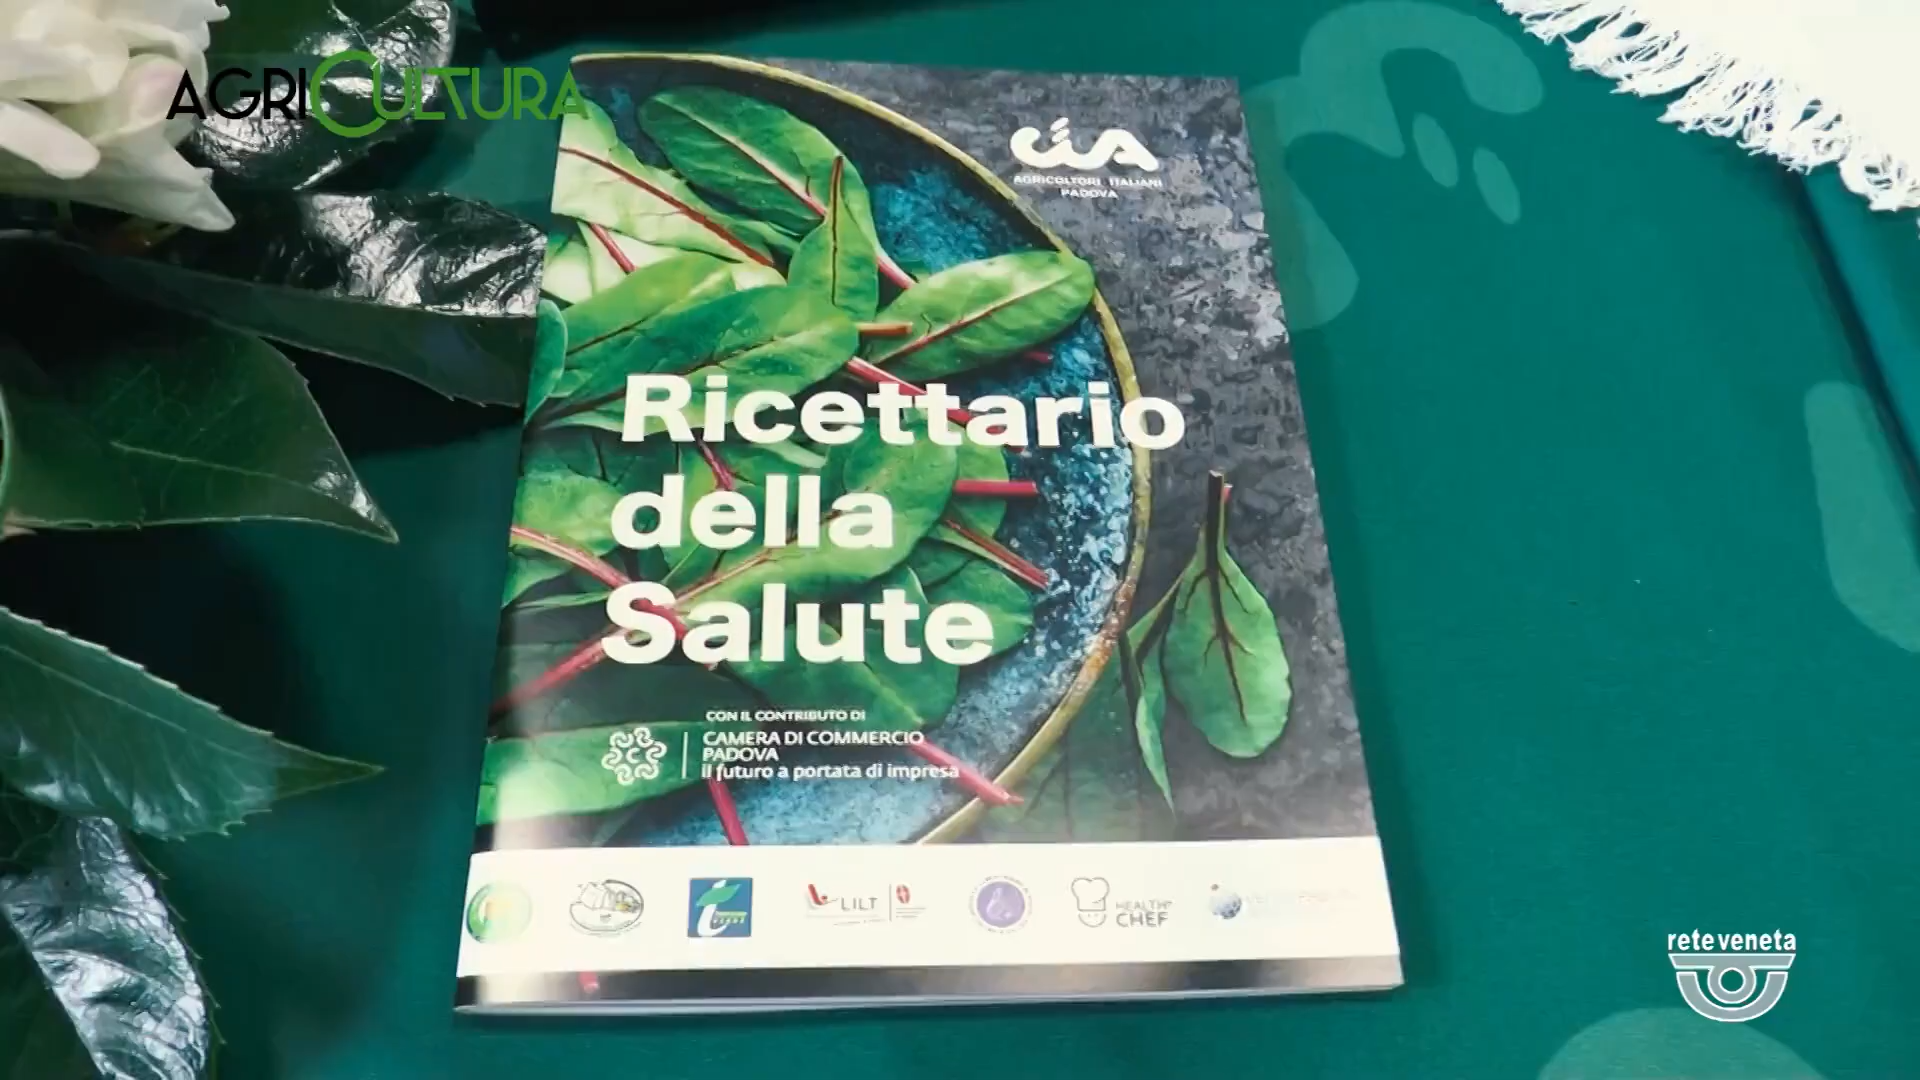 AGRICULTURA
CIA
AGRICOLTORI ITALIANI
PADOVA
Ricettario
della
Salute
CON IL CONTRIBUTO DI
CAMERA DI COMMERCIO
PADOVA
il futuro a portata di impresa
LILT
HEALTHY
CHEF
rete veneta